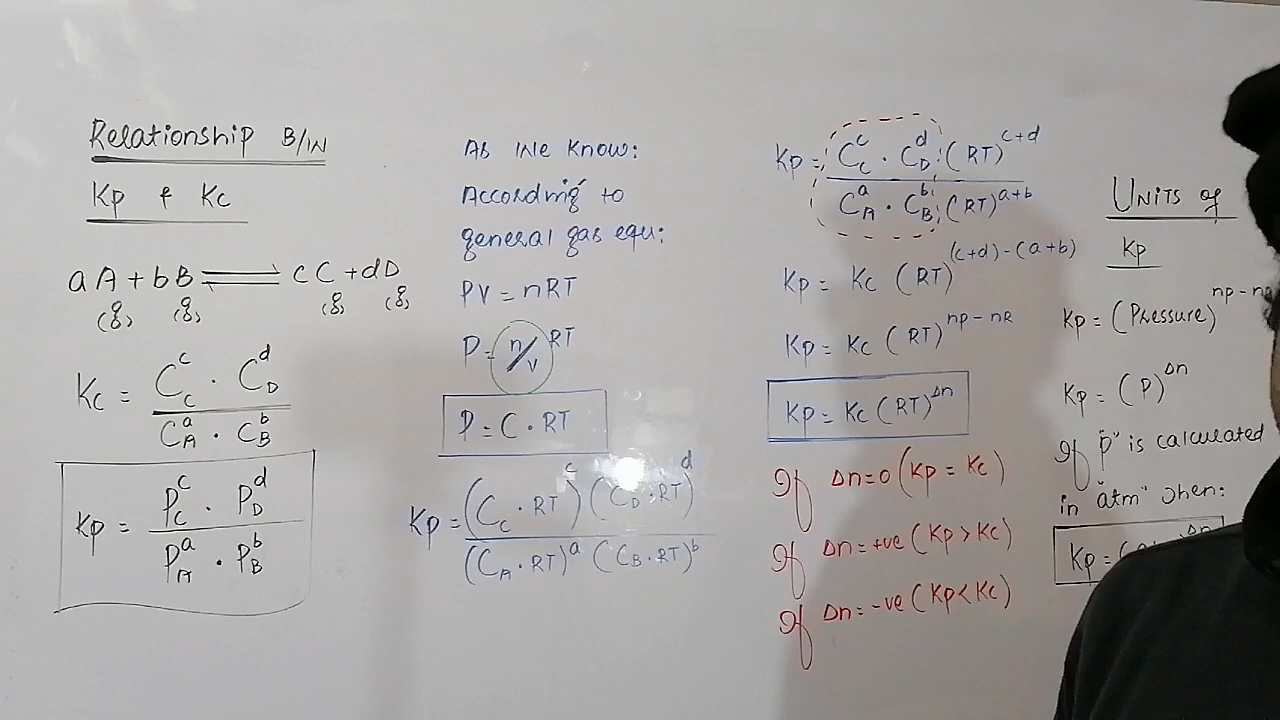 Relationship B/IN
Kp & Kc
aA + bB ⇌ cC + dD
(g) (g) (g) (g)
Kc = C_C^c · C_D^d / C_A^a · C_B^b
Kp = P_C^c · P_D^d / P_A^a · P_B^b
As We Know:
According to
general gas equ:
PV = nRT
P = n/v RT
P = C · RT
Kp = (C_C · RT)^c (C_D · RT)^d / (C_A · RT)^a (C_B · RT)^b
Kp = C_C^c · C_D^d · (RT)^c+d / C_A^a · C_B^b · (RT)^a+b
Kp = Kc (RT)^(c+d)-(a+b)
Kp = Kc (RT)^np-nR
Kp = Kc (RT)^Δn
If Δn=0 (Kp = Kc)
If Δn=+ve (Kp > Kc)
If Δn=-ve (Kp < Kc)
Units of
Kp
Kp = (Pressure)^np-n
Kp = (P)^Δn
If "p" is calculated
in "atm" then:
Kp = (